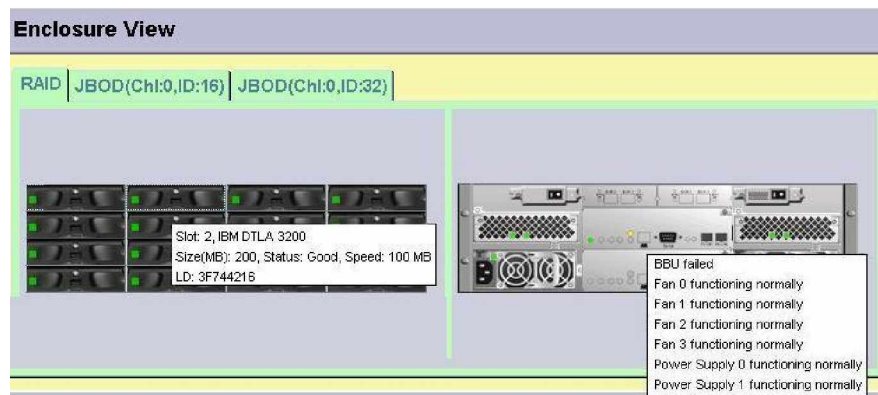 Enclosure View
RAID
JBOD(Chl:0,ID:16)
JBOD(Chl:0,ID:32)
Slot: 2, IBM DTLA 3200
Size(MB): 200, Status: Good, Speed: 100 MB
LD: 3F744216
BBU failed
Fan 0 functioning normally
Fan 1 functioning normally
Fan 2 functioning normally
Fan 3 functioning normally
Power Supply 0 functioning normally
Power Supply 1 functioning normally